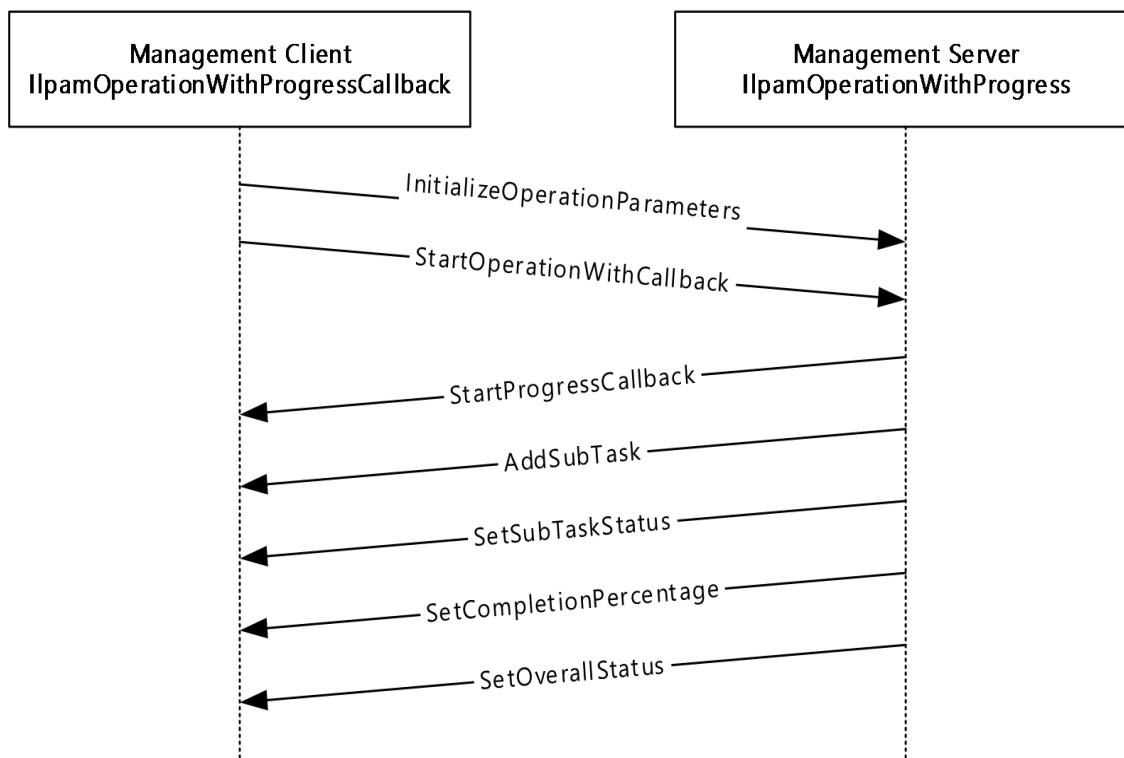 Management Client
IIpamOperationWithProgressCallback
Management Server
IIpamOperationWithProgress
InitializeOperationParameters
StartOperationWithCallback
StartProgressCallback
AddSubTask
SetSubTaskStatus
SetCompletionPercentage
SetOverallStatus